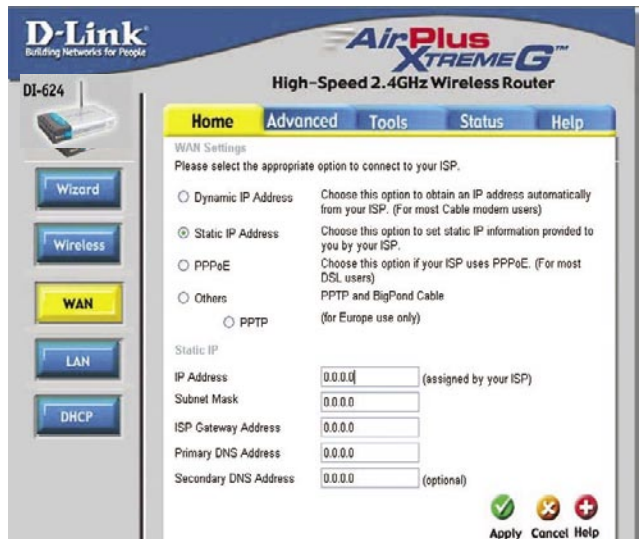 D-Link
Building Networks for People
AirPlus
XTREME G™
High-Speed 2.4GHz Wireless Router
DI-624
Home Advanced Tools Status Help
Wizard
Wireless
WAN
LAN
DHCP
WAN Settings
Please select the appropriate option to connect to your ISP.
Dynamic IP Address Choose this option to obtain an IP address automatically
from your ISP. (For most Cable modem users)
Static IP Address Choose this option to set static IP information provided to
you by your ISP.
PPPoE Choose this option if your ISP uses PPPoE. (For most
DSL users)
Others PPTP and BigPond Cable
PPTP (for Europe use only)
Static IP
IP Address 0.0.0.0 (assigned by your ISP)
Subnet Mask 0.0.0.0
ISP Gateway Address 0.0.0.0
Primary DNS Address 0.0.0.0
Secondary DNS Address 0.0.0.0 (optional)
Apply Cancel Help